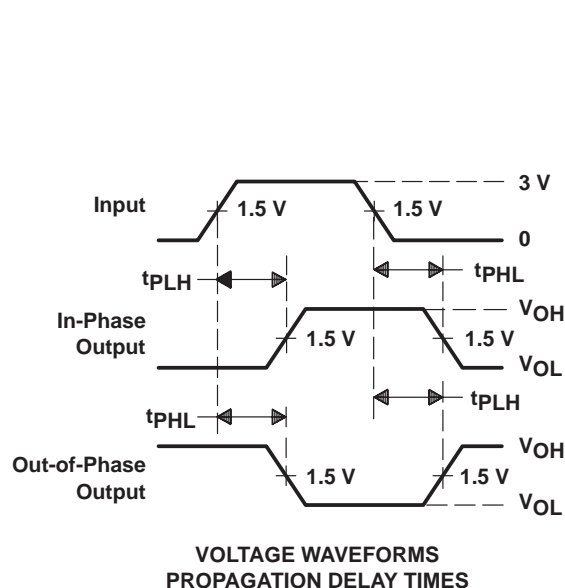 3 V
Input
1.5 V
1.5 V
0
tPLH
tPHL
In-Phase
Output
VOH
1.5 V
1.5 V
VOL
tPHL
tPLH
Out-of-Phase
Output
VOH
1.5 V
1.5 V
VOL
VOLTAGE WAVEFORMS
PROPAGATION DELAY TIMES